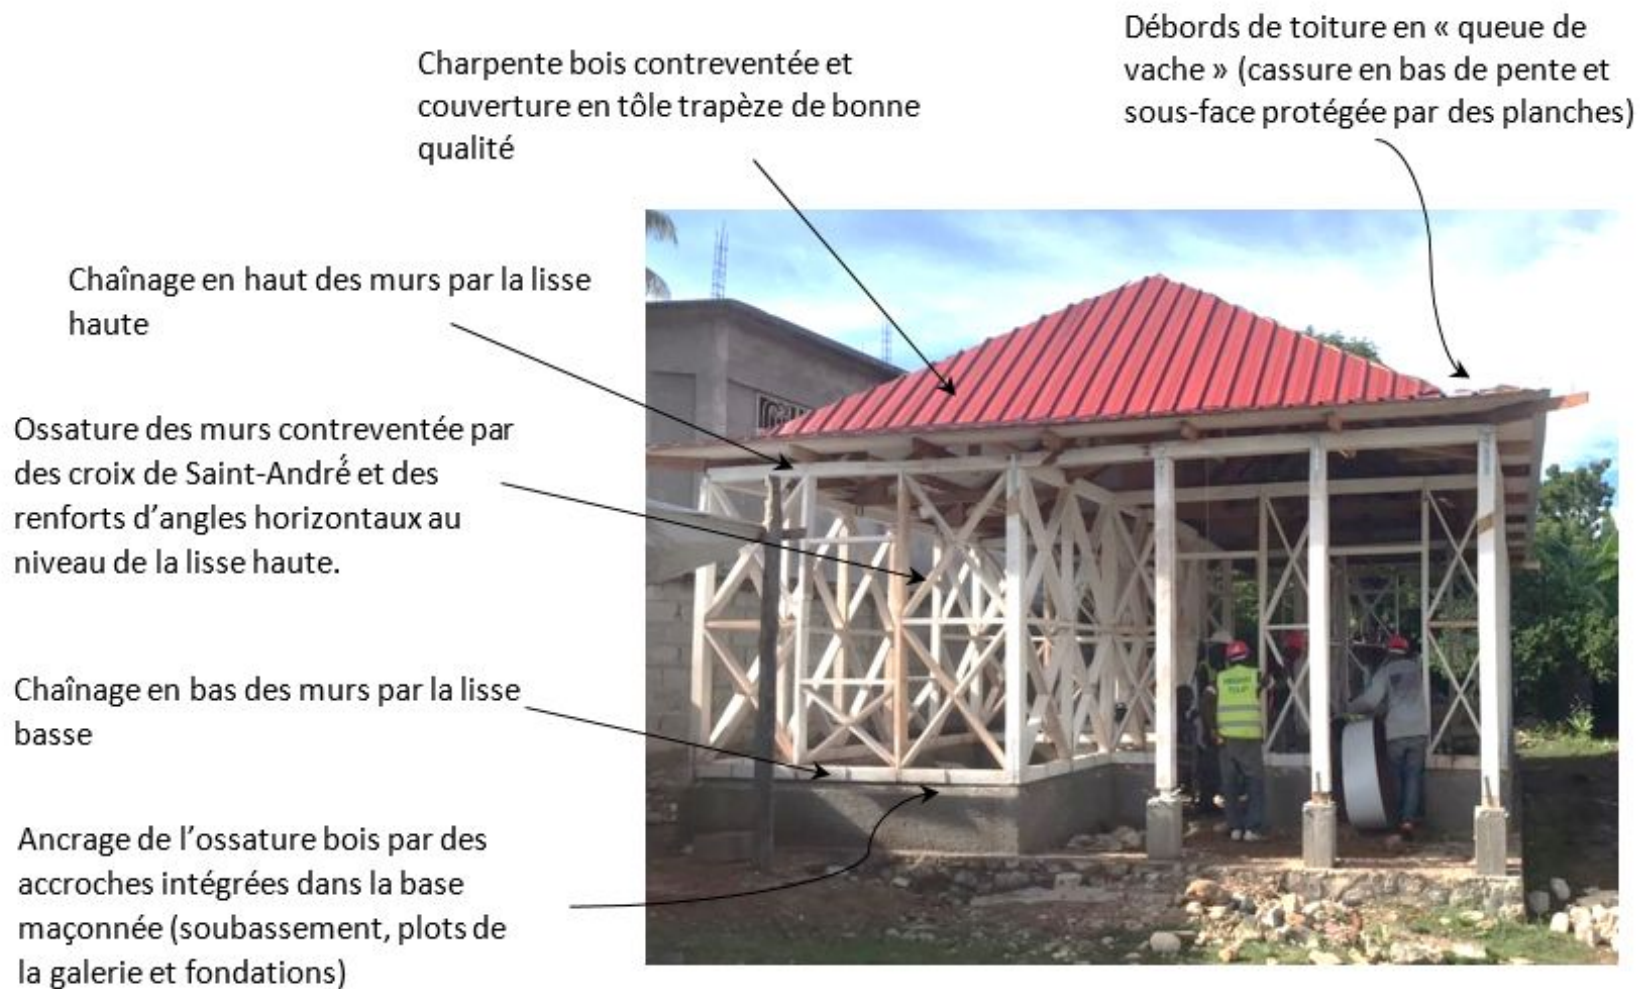 Débords de toiture en « queue de
vache » (cassure en bas de pente et
sous-face protégée par des planches)
Charpente bois contreventée et
couverture en tôle trapèze de bonne
qualité
Chaînage en haut des murs par la lisse
haute
Ossature des murs contreventée par
des croix de Saint-André et des
renforts d’angles horizontaux au
niveau de la lisse haute.
Chaînage en bas des murs par la lisse
basse
Ancrage de l’ossature bois par des
accroches intégrées dans la base
maçonnée (soubassement, plots de
la galerie et fondations)